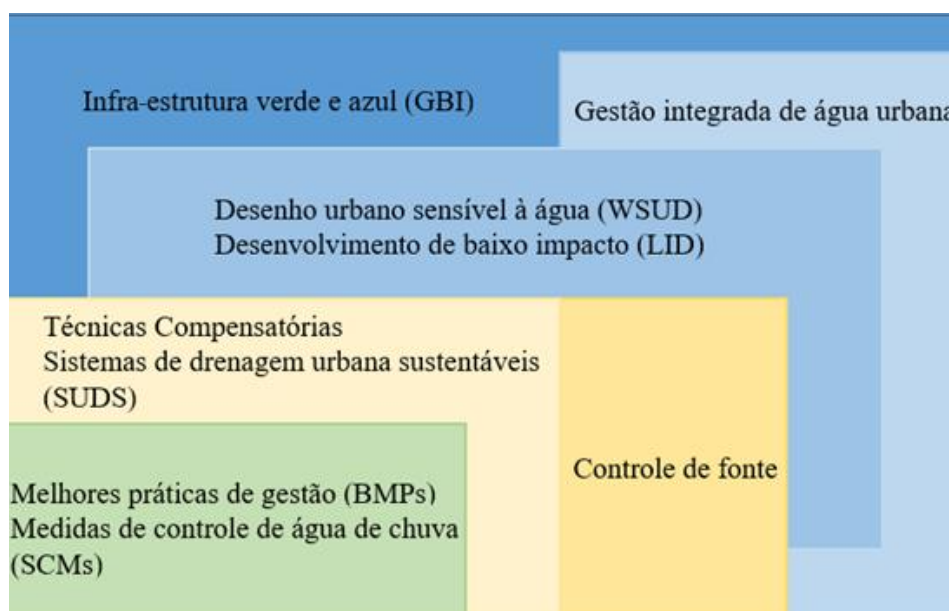 Infra-estrutura verde e azul (GBI)
Gestão integrada de água urbana
Desenho urbano sensível à água (WSUD)
Desenvolvimento de baixo impacto (LID)
Técnicas Compensatórias
Sistemas de drenagem urbana sustentáveis
(SUDS)
Controle de fonte
Melhores práticas de gestão (BMPs)
Medidas de controle de água de chuva
(SCMs)